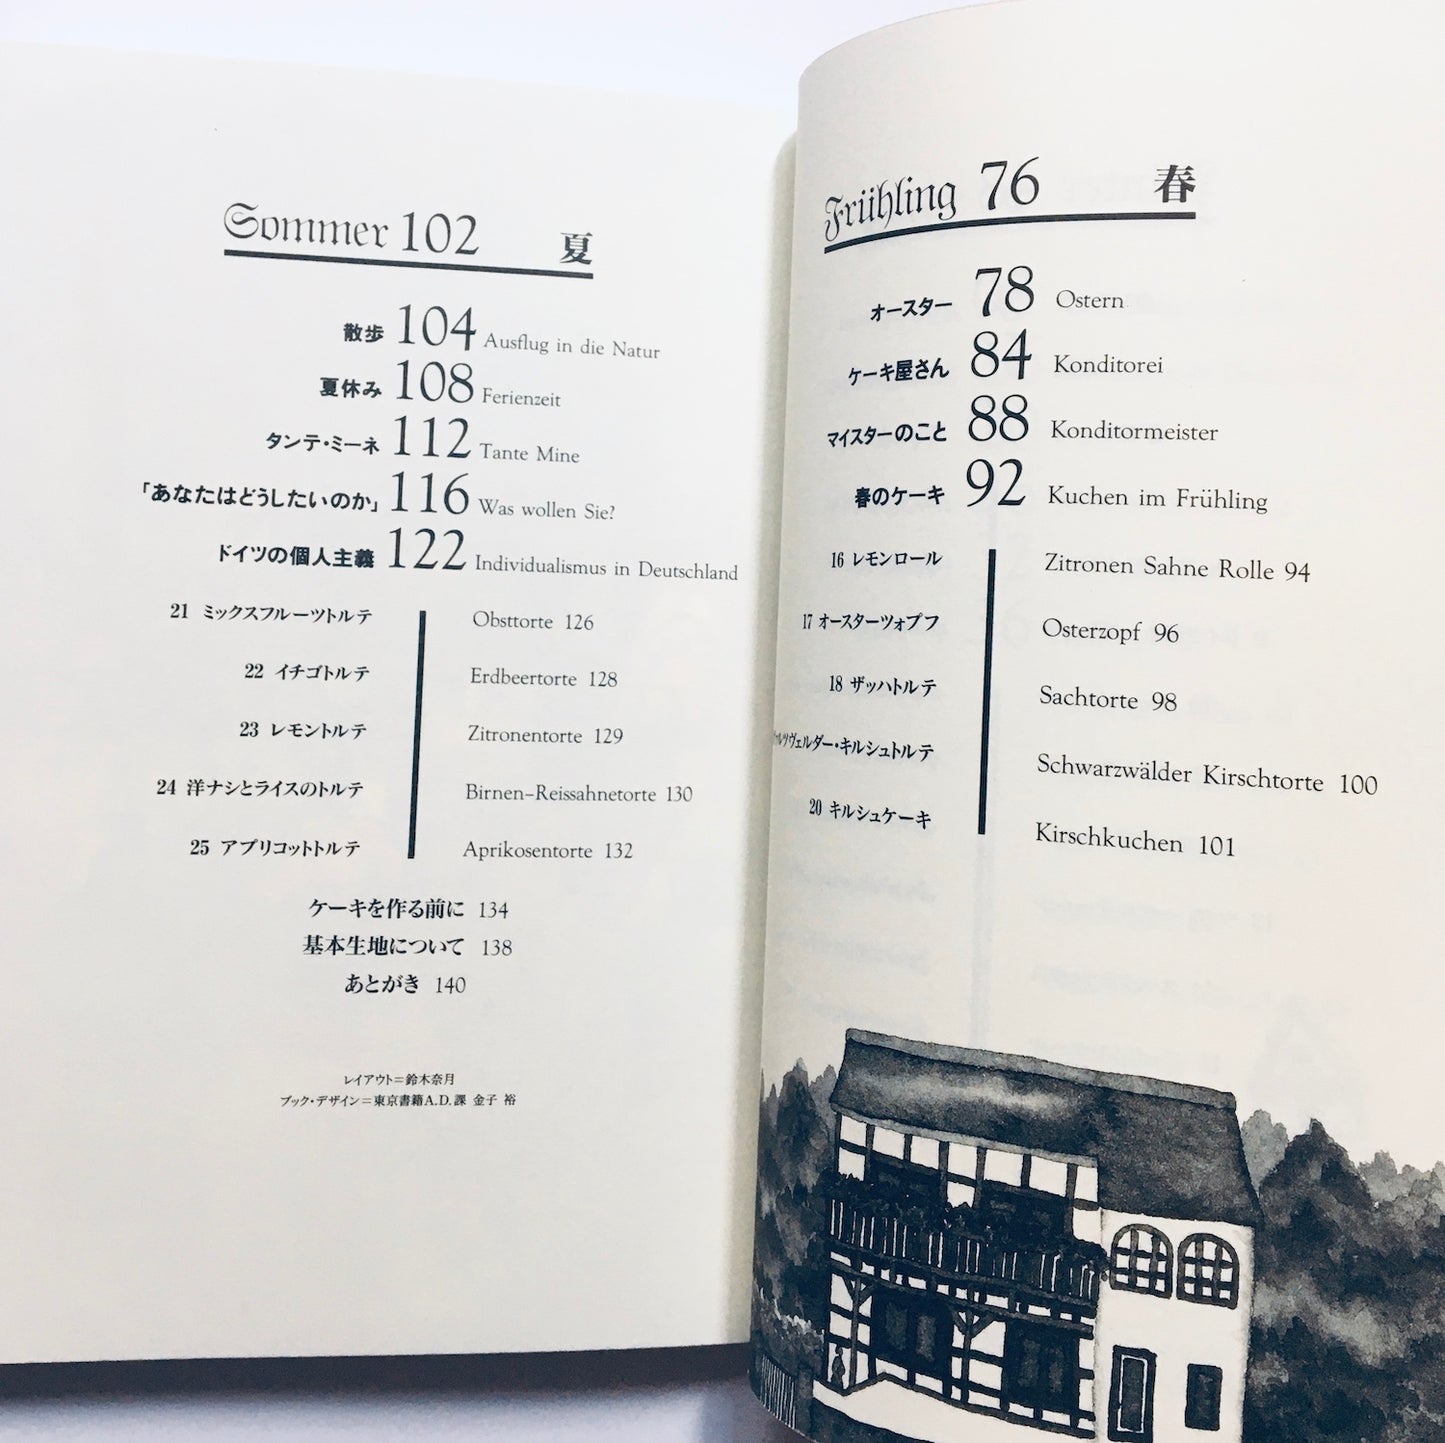 Frühling 76 春
オースター 78 Ostern
ケーキ屋さん 84 Konditorei
マイスターのこと 88 Konditormeister
春のケーキ 92 Kuchen im Frühling
16 レモンロール Zitronen Sahne Rolle 94
17 オースターツォプフ Osterzopf 96
18 ザッハトルテ Sachtorte 98
ルツヴェルダー・キルシュトルテ Schwarzwälder Kirschtorte 100
20 キルシュケーキ Kirschkuchen 101
Sommer 102 夏
散歩 104 Ausflug in die Natur
夏休み 108 Ferienzeit
タンテ・ミーネ 112 Tante Mine
「あなたはどうしたいのか」 116 Was wollen Sie?
ドイツの個人主義 122 Individualismus in Deutschland
21 ミックスフルーツトルテ Obsttorte 126
22 イチゴトルテ Erdbeertorte 128
23 レモントルテ Zitronentorte 129
24 洋ナシとライスのトルテ Birnen-Reissahnetorte 130
25 アプリコットトルテ Aprikosentorte 132
ケーキを作る前に 134
基本生地について 138
あとがき 140
レイアウト=鈴木奈月
ブック・デザイン=東京書籍A.D.課 金子 裕